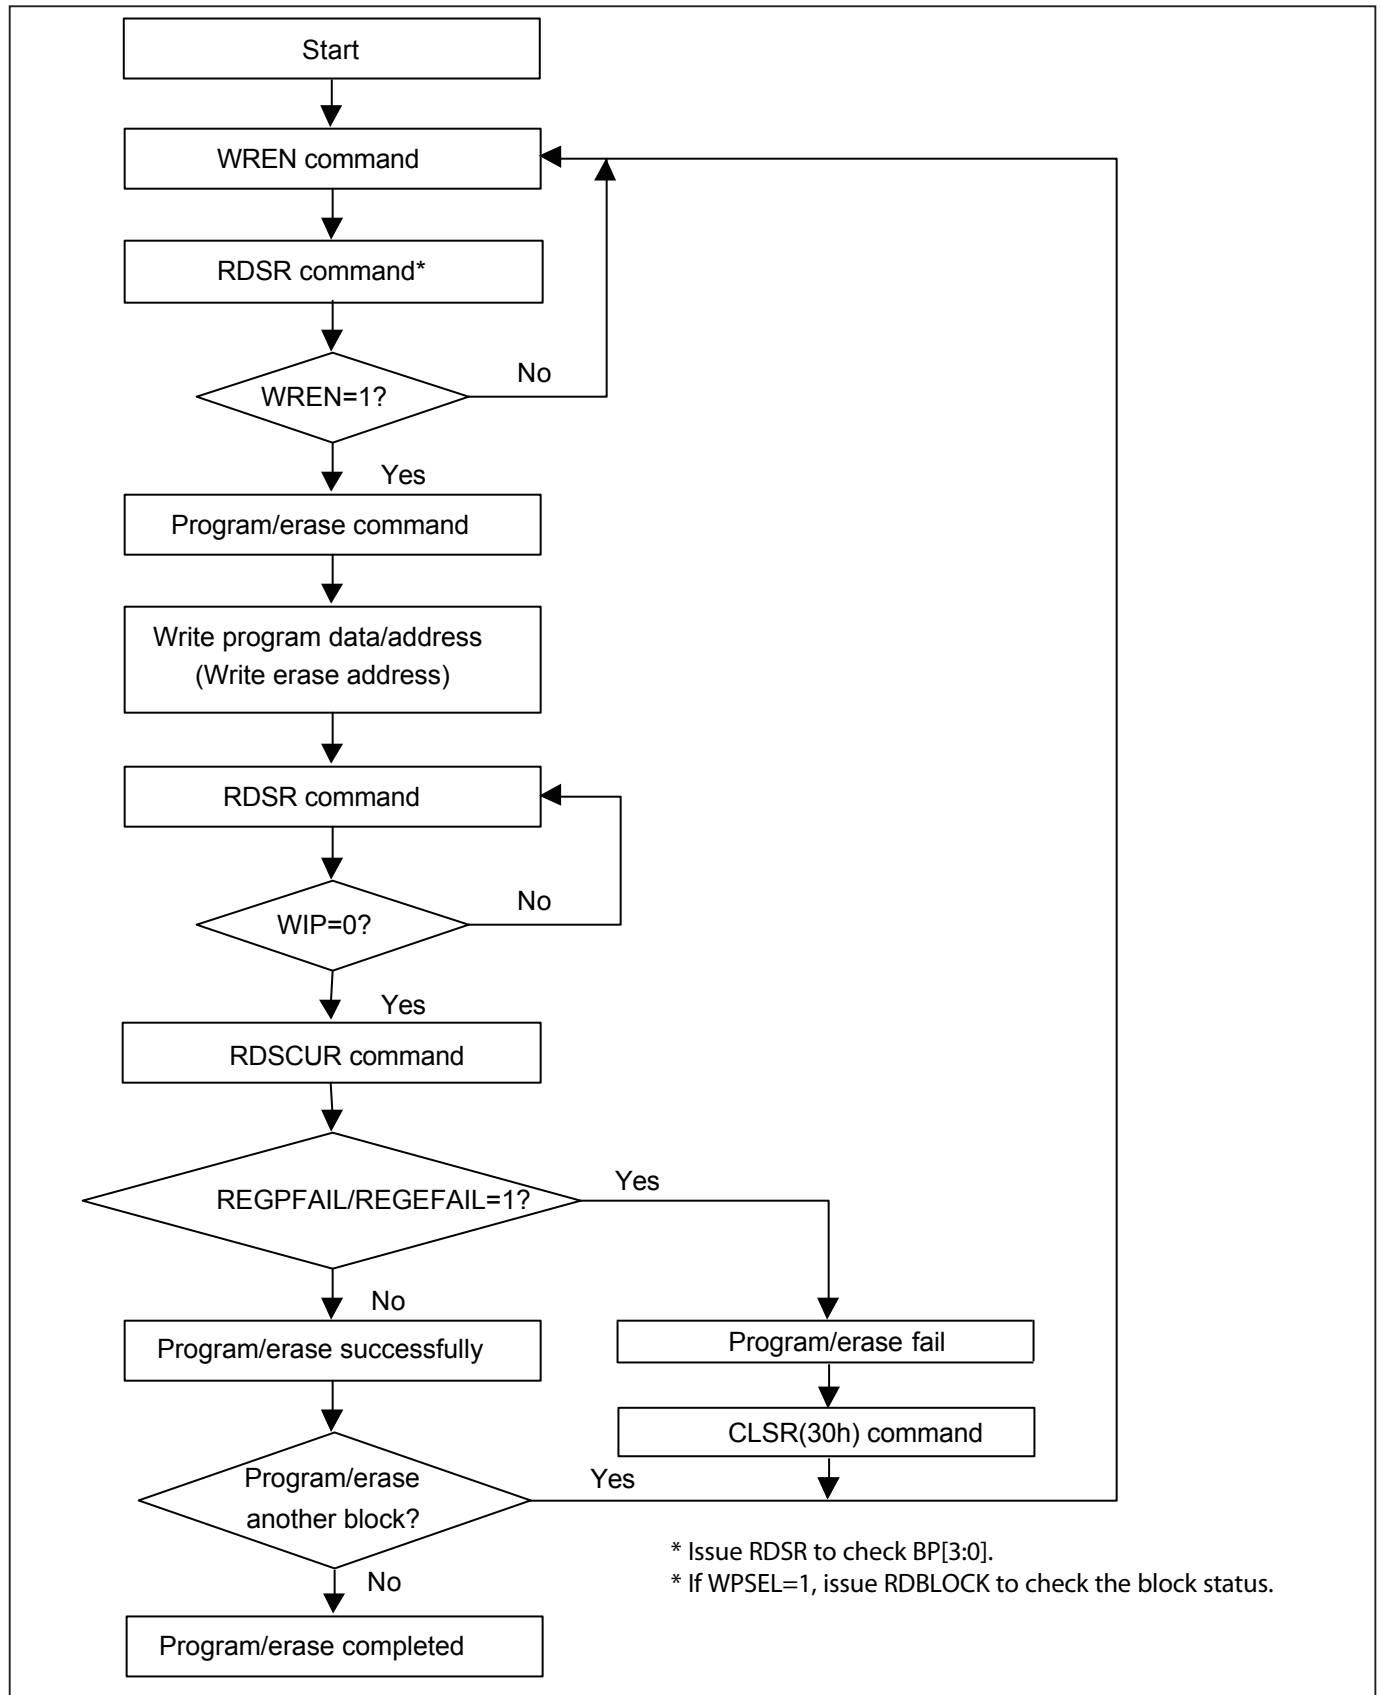 Start
WREN command
RDSR command*
WREN=1?
No
Yes
Program/erase command
Write program data/address
(Write erase address)
RDSR command
WIP=0?
No
Yes
RDSCUR command
REGPFAIL/REGEFAIL=1?
Yes
No
Program/erase successfully
Program/erase fail
CLSR(30h) command
Program/erase
another block?
Yes
No
* Issue RDSR to check BP[3:0].
* If WPSEL=1, issue RDBLOCK to check the block status.
Program/erase completed